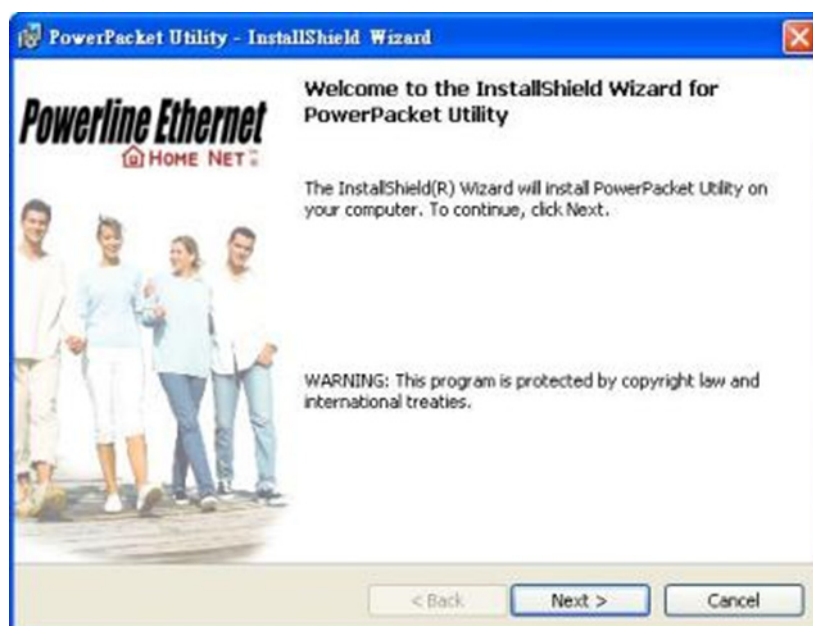 PowerPacket Utility - InstallShield Wizard
Powerline Ethernet
HOME NET
Welcome to the InstallShield Wizard for
PowerPacket Utility
The InstallShield(R) Wizard will install PowerPacket Utility on
your computer. To continue, click Next.
WARNING: This program is protected by copyright law and
international treaties.
< Back
Next >
Cancel